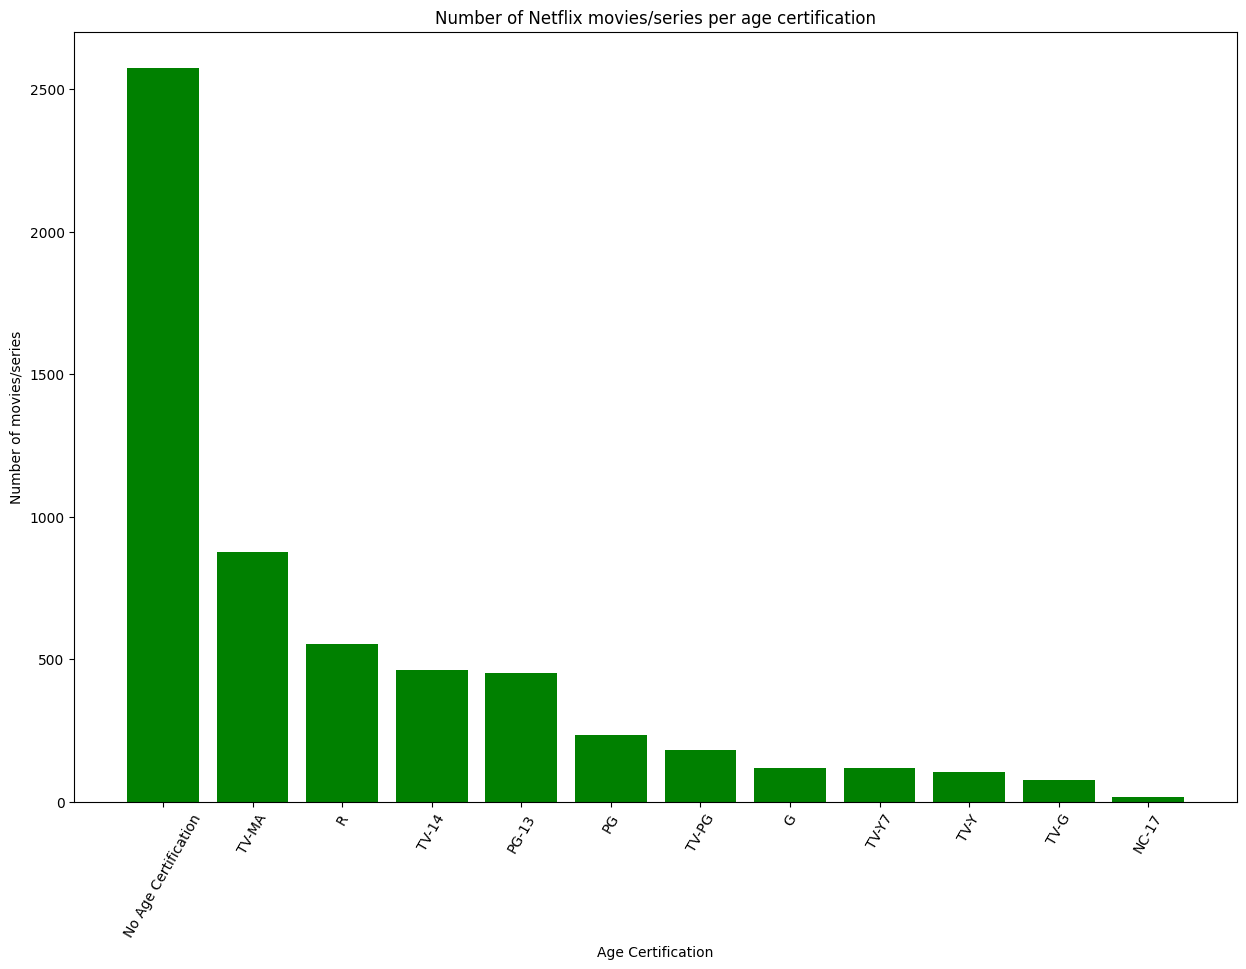 Number of Netflix movies/series per age certification
Number of movies/series
2500
2000
1500
1000
500
0
No Age Certification
TV-MA
R
TV-14
PG-13
PG
TV-PG
G
TV-Y7
TV-Y
TV-G
NC-17
Age Certification